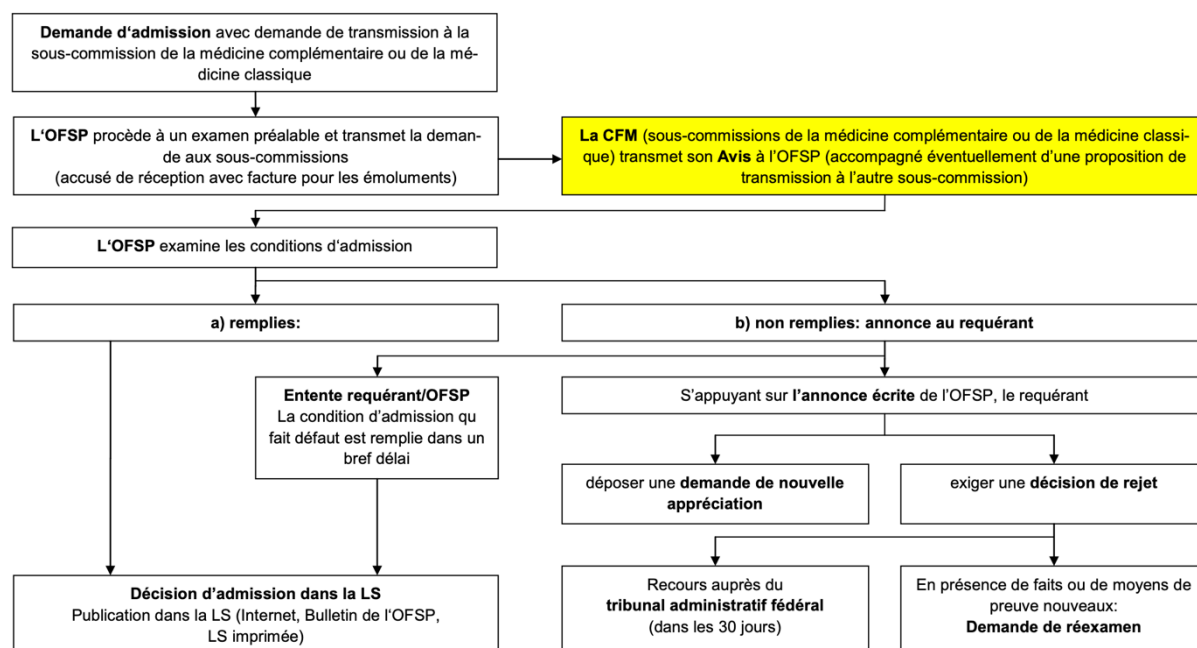 Demande d‘admission avec demande de transmission à la
sous-commission de la médicine complémentaire ou de la mé-
dicine classique
L‘OFSP procède à un examen préalable et transmet la deman-
de aux sous-commissions
(accusé de réception avec facture pour les émoluments)
La CFM (sous-commissions de la médicine complémentaire ou de la médicine classi-
que) transmet son Avis à l’OFSP (accompagné éventuellement d’une proposition de
transmission à l’autre sous-commission)
L‘OFSP examine les conditions d‘admission
a) remplies:
b) non remplies: annonce au requérant
Entente requérant/OFSP
La condition d’admission qu
fait défaut est remplie dans un
bref délai
S’appuyant sur l’annonce écrite de l’OFSP, le requérant
déposer une demande de nouvelle
appréciation
exiger une décision de rejet
Décision d’admission dans la LS
Publication dans la LS (Internet, Bulletin de l‘OFSP,
LS imprimée)
Recours auprès du
tribunal administratif fédéral
(dans les 30 jours)
En présence de faits ou de moyens de
preuve nouveaux:
Demande de réexamen